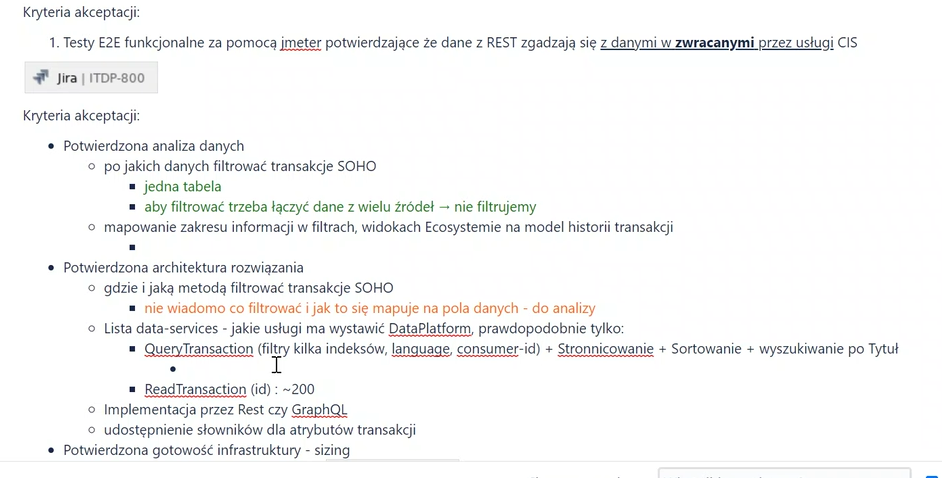 Kryteria akceptacji:
1. Testy E2E funkcjonalne za pomocą jmeter potwierdzające że dane z REST zgadzają się z danymi w zwracanymi przez usługi CIS
Jira | ITDP-800
Kryteria akceptacji:
• Potwierdzona analiza danych
○ po jakich danych filtrować transakcje SOHO
▪ jedna tabela
▪ aby filtrować trzeba łączyć dane z wielu źródeł → nie filtrujemy
○ mapowanie zakresu informacji w filtrach, widokach Ecosystemie na model historii transakcji
▪
• Potwierdzona architektura rozwiązania
○ gdzie i jaką metodą filtrować transakcje SOHO
▪ nie wiadomo co filtrować i jak to się mapuje na pola danych - do analizy
○ Lista data-services - jakie usługi ma wystawić DataPlatform, prawdopodobnie tylko:
▪ QueryTransaction (filtry kilka indeksów, language, consumer-id) + Stronnicowanie + Sortowanie + wyszukiwanie po Tytuł
•
▪ ReadTransaction (id) : ~200
○ Implementacja przez Rest czy GraphQL
○ udostępnienie słowników dla atrybutów transakcji
• Potwierdzona gotowość infrastruktury - sizing